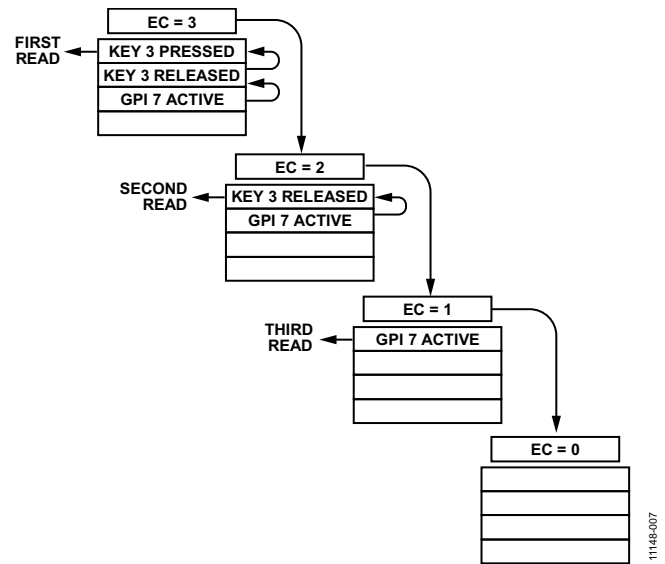 EC = 3
FIRST
READ
KEY 3 PRESSED
KEY 3 RELEASED
GPI 7 ACTIVE
EC = 2
SECOND
READ
KEY 3 RELEASED
GPI 7 ACTIVE
EC = 1
THIRD
READ
GPI 7 ACTIVE
EC = 0
11148-007